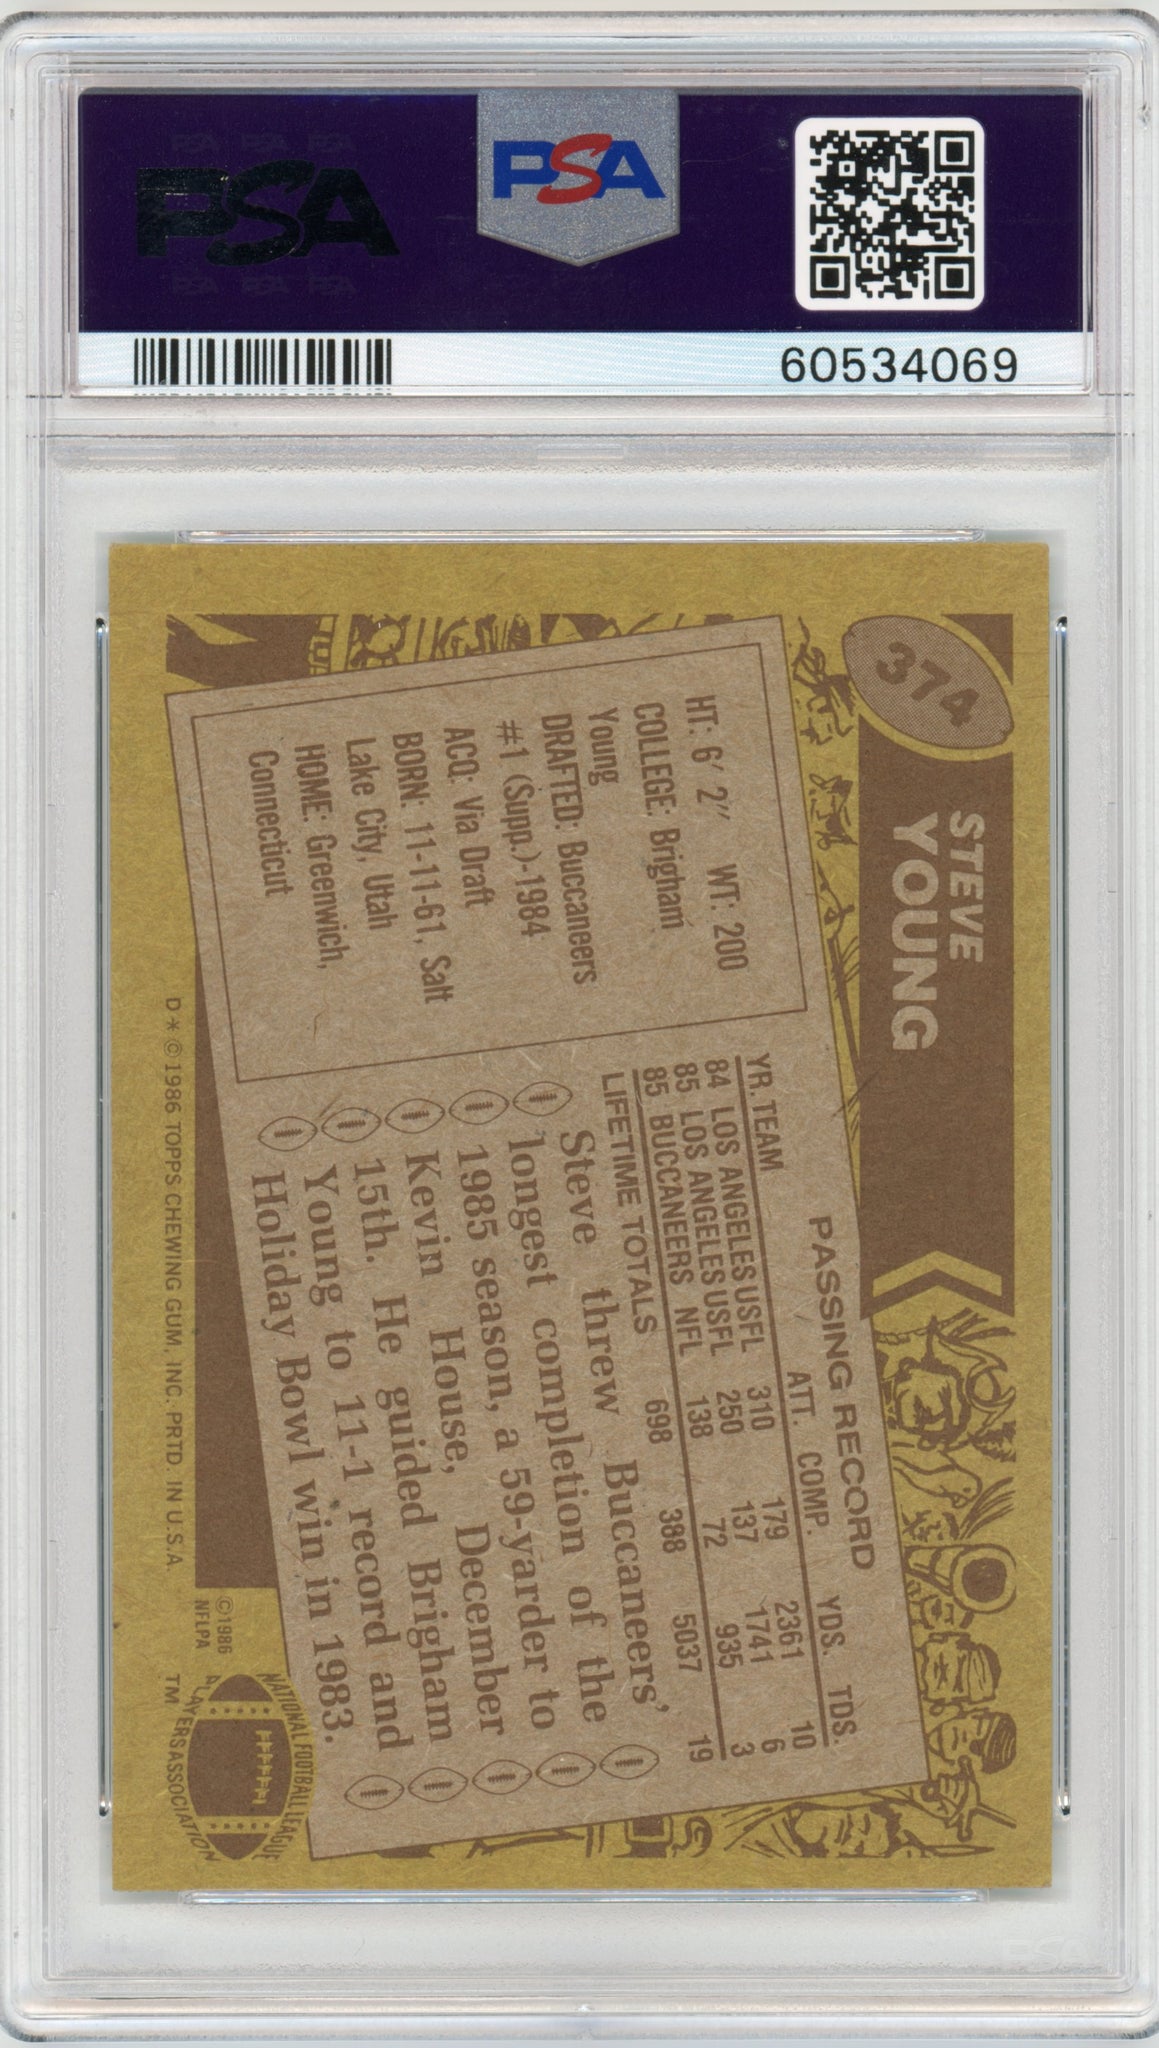 PSA
PSA
60534069
374
STEVE
YOUNG
HT: 6' 2" WT: 200
COLLEGE: Brigham
Young
DRAFTED: Buccaneers
#1 (Supp.)-1984
ACQ: Via Draft
BORN: 11-11-61, Salt
Lake City, Utah
HOME: Greenwich,
Connecticut
PASSING RECORD
YR. TEAM ATT. COMP. YDS. TDS.
84 LOS ANGELES USFL 310 179 2361 10
85 LOS ANGELES USFL 250 137 1741 6
85 BUCCANEERS NFL 138 72 935 3
LIFETIME TOTALS 698 388 5037 19
Steve threw Buccaneers'
longest completion of the
1985 season, a 59-yarder to
Kevin House, December
15th. He guided Brigham
Young to 11-1 record and
Holiday Bowl win in 1983.
D*©1986 TOPPS CHEWING GUM, INC. PRTD. IN U.S.A.
©1986
NFLPA
NATIONAL FOOTBALL LEAGUE
PLAYERS ASSOCIATION
TM